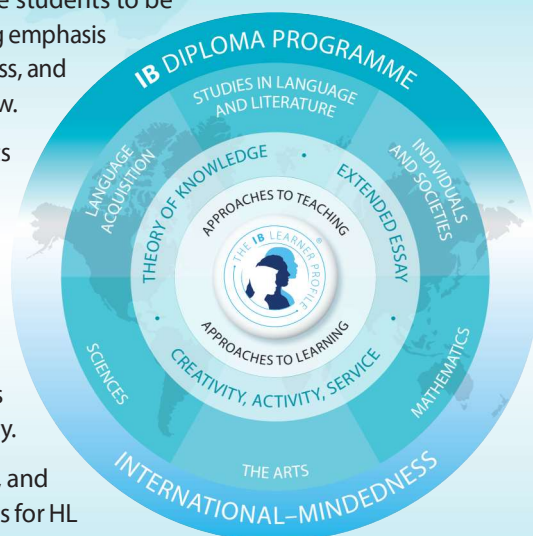 e students to be
g emphasis
ss, and
w.
s
s
y.
, and
s for HL
IB DIPLOMA PROGRAMME
STUDIES IN LANGUAGE
AND LITERATURE
LANGUAGE
ACQUISITION
INDIVIDUALS
AND SOCIETIES
THEORY OF KNOWLEDGE
•
EXTENDED ESSAY
APPROACHES TO TEACHING
THE IB LEARNER PROFILE
®
APPROACHES TO LEARNING
•
CREATIVITY, ACTIVITY, SERVICE
•
SCIENCES
MATHEMATICS
THE ARTS
INTERNATIONAL–MINDEDNESS